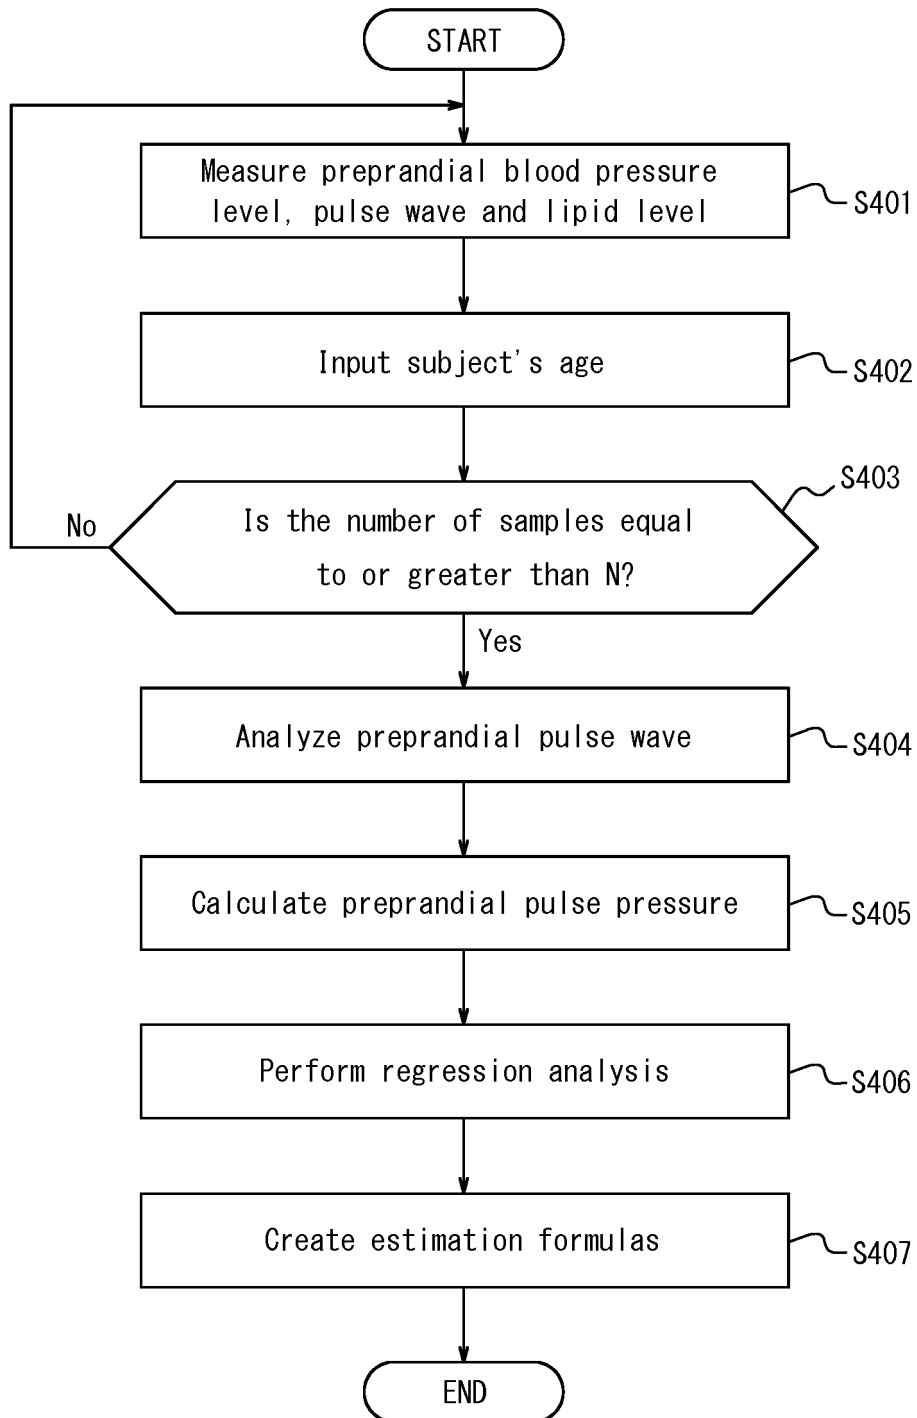 START
Measure preprandial blood pressure
level, pulse wave and lipid level
S401
Input subject's age
S402
S403
Is the number of samples equal
to or greater than N?
No
Yes
Analyze preprandial pulse wave
S404
Calculate preprandial pulse pressure
S405
Perform regression analysis
S406
Create estimation formulas
S407
END